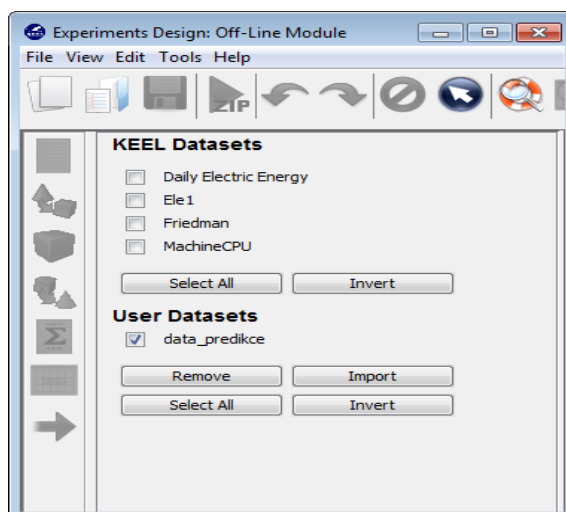 Experiments Design: Off-Line Module
File View Edit Tools Help
ZIP
KEEL Datasets
Daily Electric Energy
Ele1
Friedman
MachineCPU
Select All Invert
User Datasets
data_predikce
Σ
Remove Import
Select All Invert